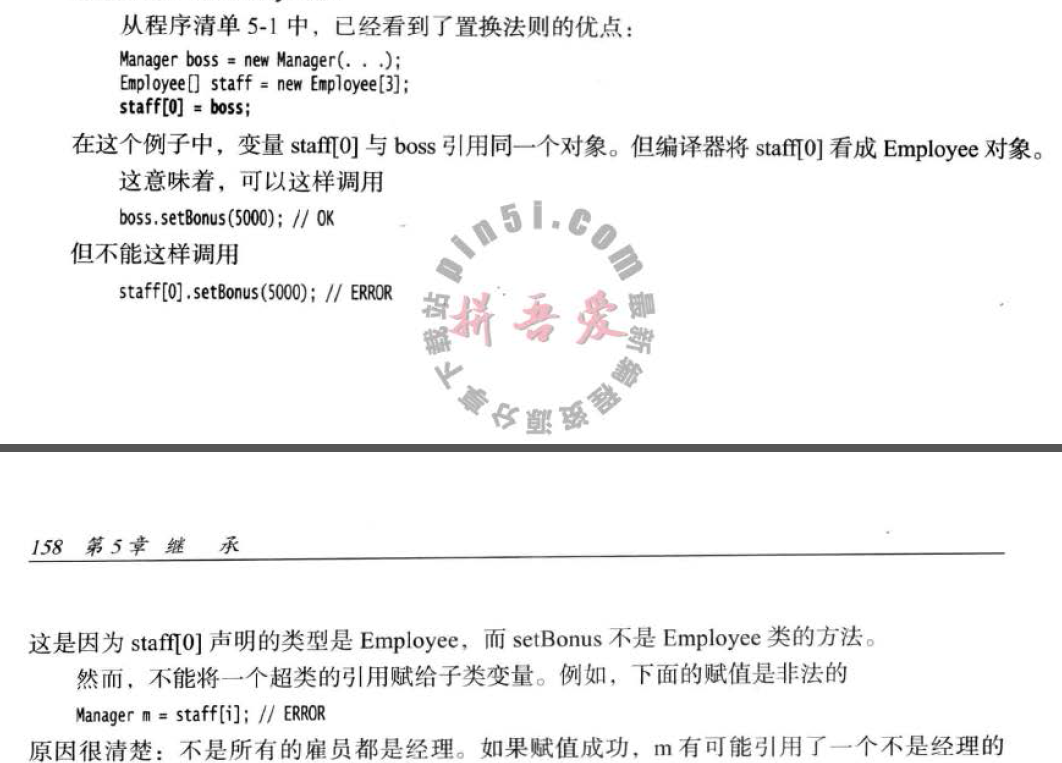 从程序清单 5-1 中，已经看到了置换法则的优点：
Manager boss = new Manager(. . .);
Employee[] staff = new Employee[3];
staff[0] = boss;
在这个例子中，变量 staff[0] 与 boss 引用同一个对象。但编译器将 staff[0] 看成 Employee 对象。
这意味着，可以这样调用
boss.setBonus(5000); // OK
但不能这样调用
staff[0].setBonus(5000); // ERROR
pin5i.com
拼吾爱
最新编程资源分享下载站
158 第 5 章 继 承
这是因为 staff[0] 声明的类型是 Employee，而 setBonus 不是 Employee 类的方法。
然而，不能将一个超类的引用赋给子类变量。例如，下面的赋值是非法的
Manager m = staff[i]; // ERROR
原因很清楚：不是所有的雇员都是经理。如果赋值成功，m 有可能引用了一个不是经理的